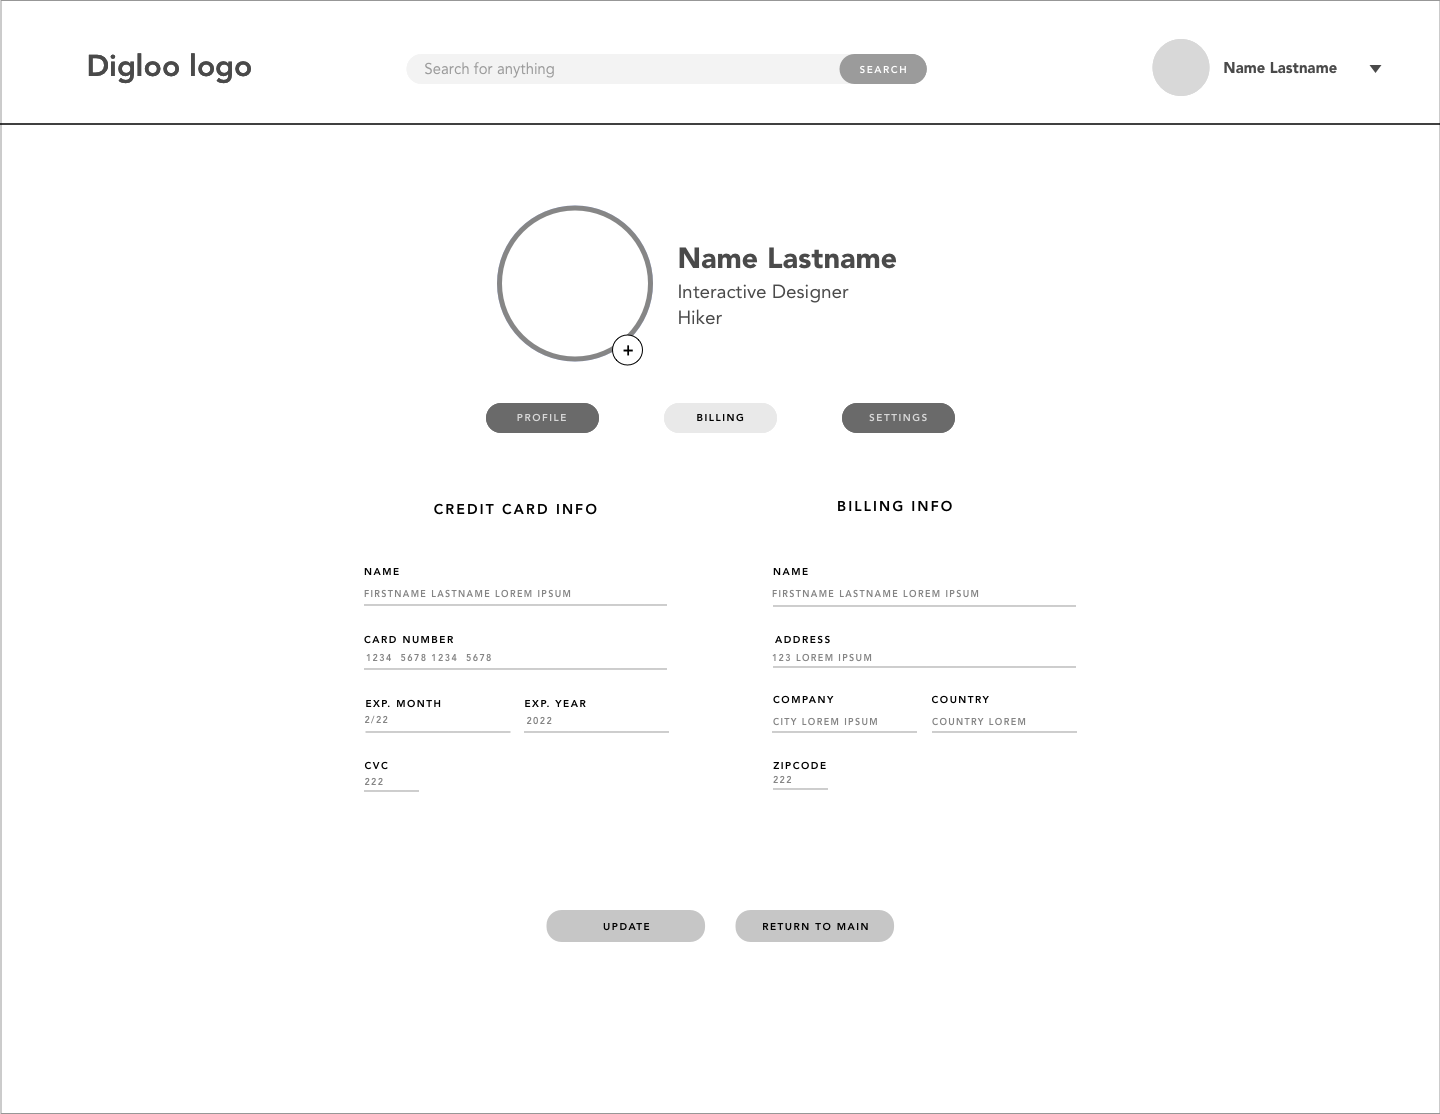 Digloo logo
Search for anything
SEARCH
Name Lastname
Name Lastname
Interactive Designer
Hiker
+
PROFILE
BILLING
SETTINGS
CREDIT CARD INFO
NAME
FIRSTNAME LASTNAME LOREM IPSUM
CARD NUMBER
1234 5678 1234 5678
EXP. MONTH
2/22
EXP. YEAR
2022
CVC
222
BILLING INFO
NAME
FIRSTNAME LASTNAME LOREM IPSUM
ADDRESS
123 LOREM IPSUM
COMPANY
CITY LOREM IPSUM
COUNTRY
COUNTRY LOREM
ZIPCODE
222
UPDATE
RETURN TO MAIN